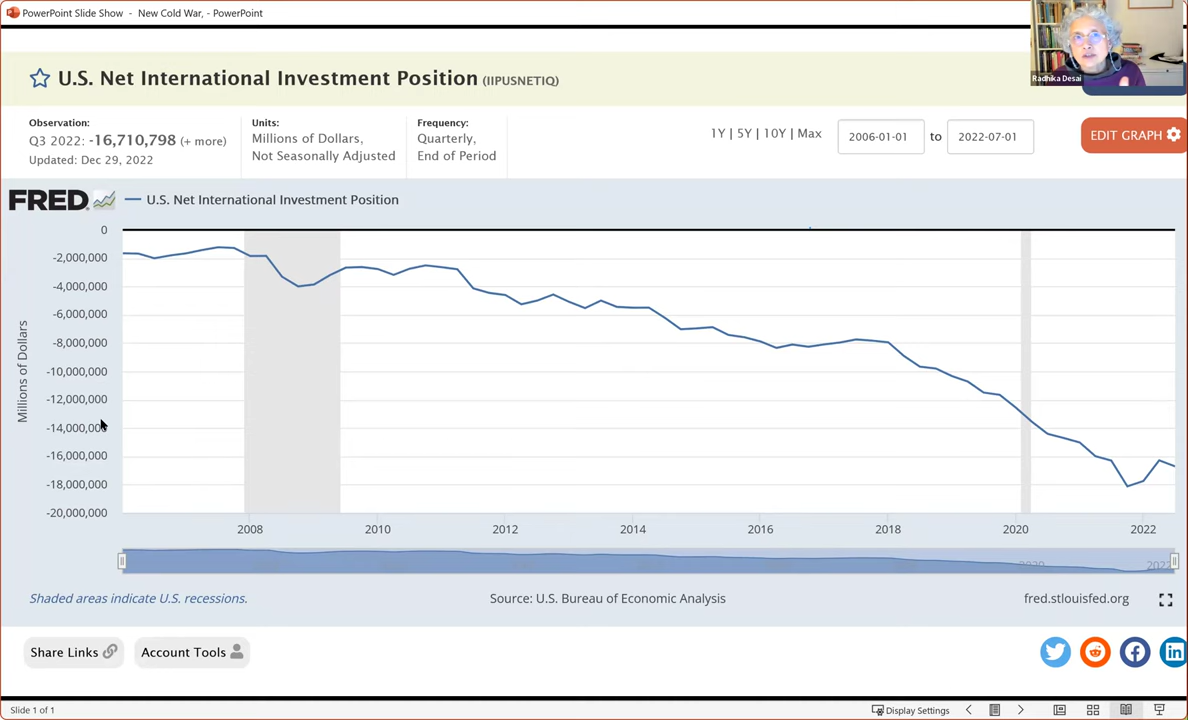 PowerPoint Slide Show - New Cold War, - PowerPoint
Radhika Desai
U.S. Net International Investment Position (IIPUSNETIQ)
Observation:
Q3 2022: -16,710,798 (+ more)
Updated: Dec 29, 2022
Units:
Millions of Dollars,
Not Seasonally Adjusted
Frequency:
Quarterly,
End of Period
1Y | 5Y | 10Y | Max
2006-01-01 to 2022-07-01
EDIT GRAPH
FRED
U.S. Net International Investment Position
Millions of Dollars
0
-2,000,000
-4,000,000
-6,000,000
-8,000,000
-10,000,000
-12,000,000
-14,000,000
-16,000,000
-18,000,000
-20,000,000
2008 2010 2012 2014 2016 2018 2020 2022
2020
Shaded areas indicate U.S. recessions.
Source: U.S. Bureau of Economic Analysis
fred.stlouisfed.org
Share Links
Account Tools
in
Slide 1 of 1
Display Settings